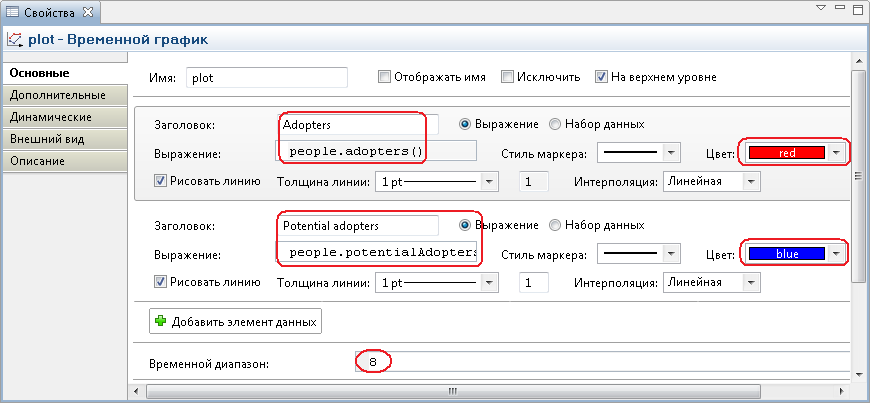 Свойства
plot - Временной график
Основные
Дополнительные
Динамические
Внешний вид
Описание
Имя: plot Отображать имя Исключить На верхнем уровне
Заголовок: Adopters Выражение Набор данных
Выражение: people.adopters() Стиль маркера: Цвет: red
Рисовать линию Толщина линии: 1 pt 1 Интерполяция: Линейная
Заголовок: Potential adopters Выражение Набор данных
Выражение: people.potentialAdopters Стиль маркера: Цвет: blue
Рисовать линию Толщина линии: 1 pt 1 Интерполяция: Линейная
Добавить элемент данных
Временной диапазон: 8